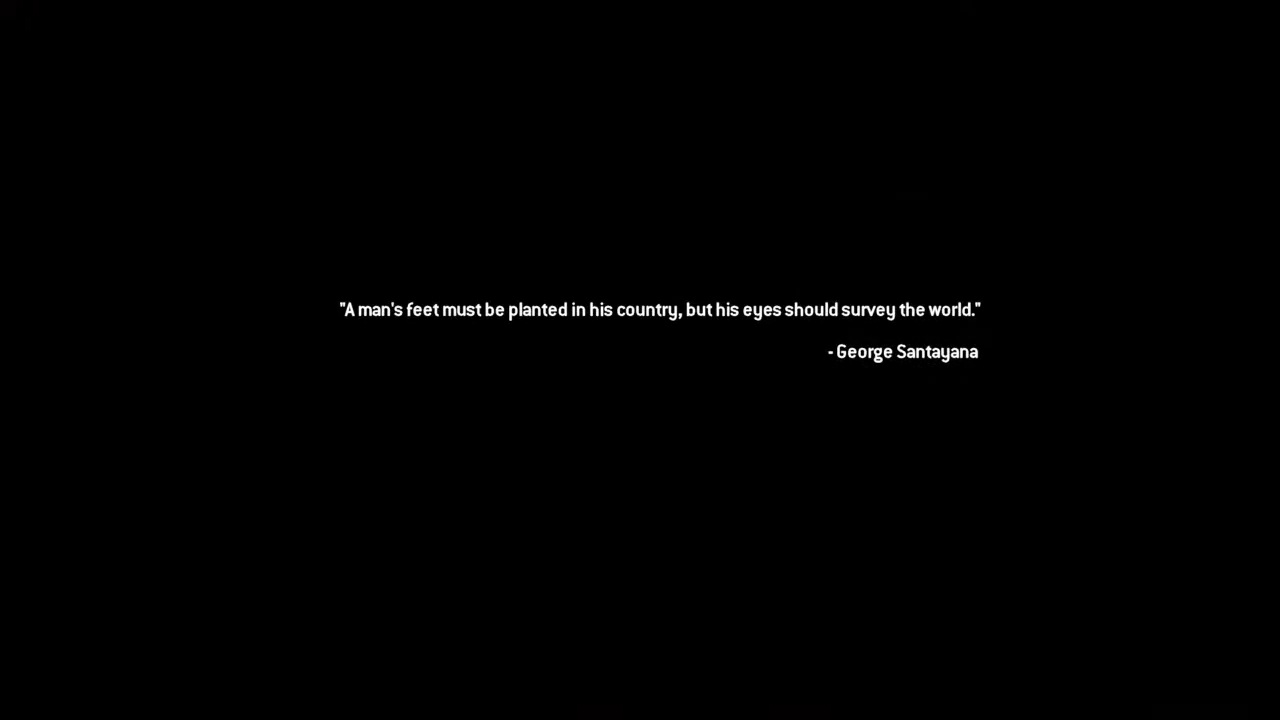 "A man's feet must be planted in his country, but his eyes should survey the world."
- George Santayana